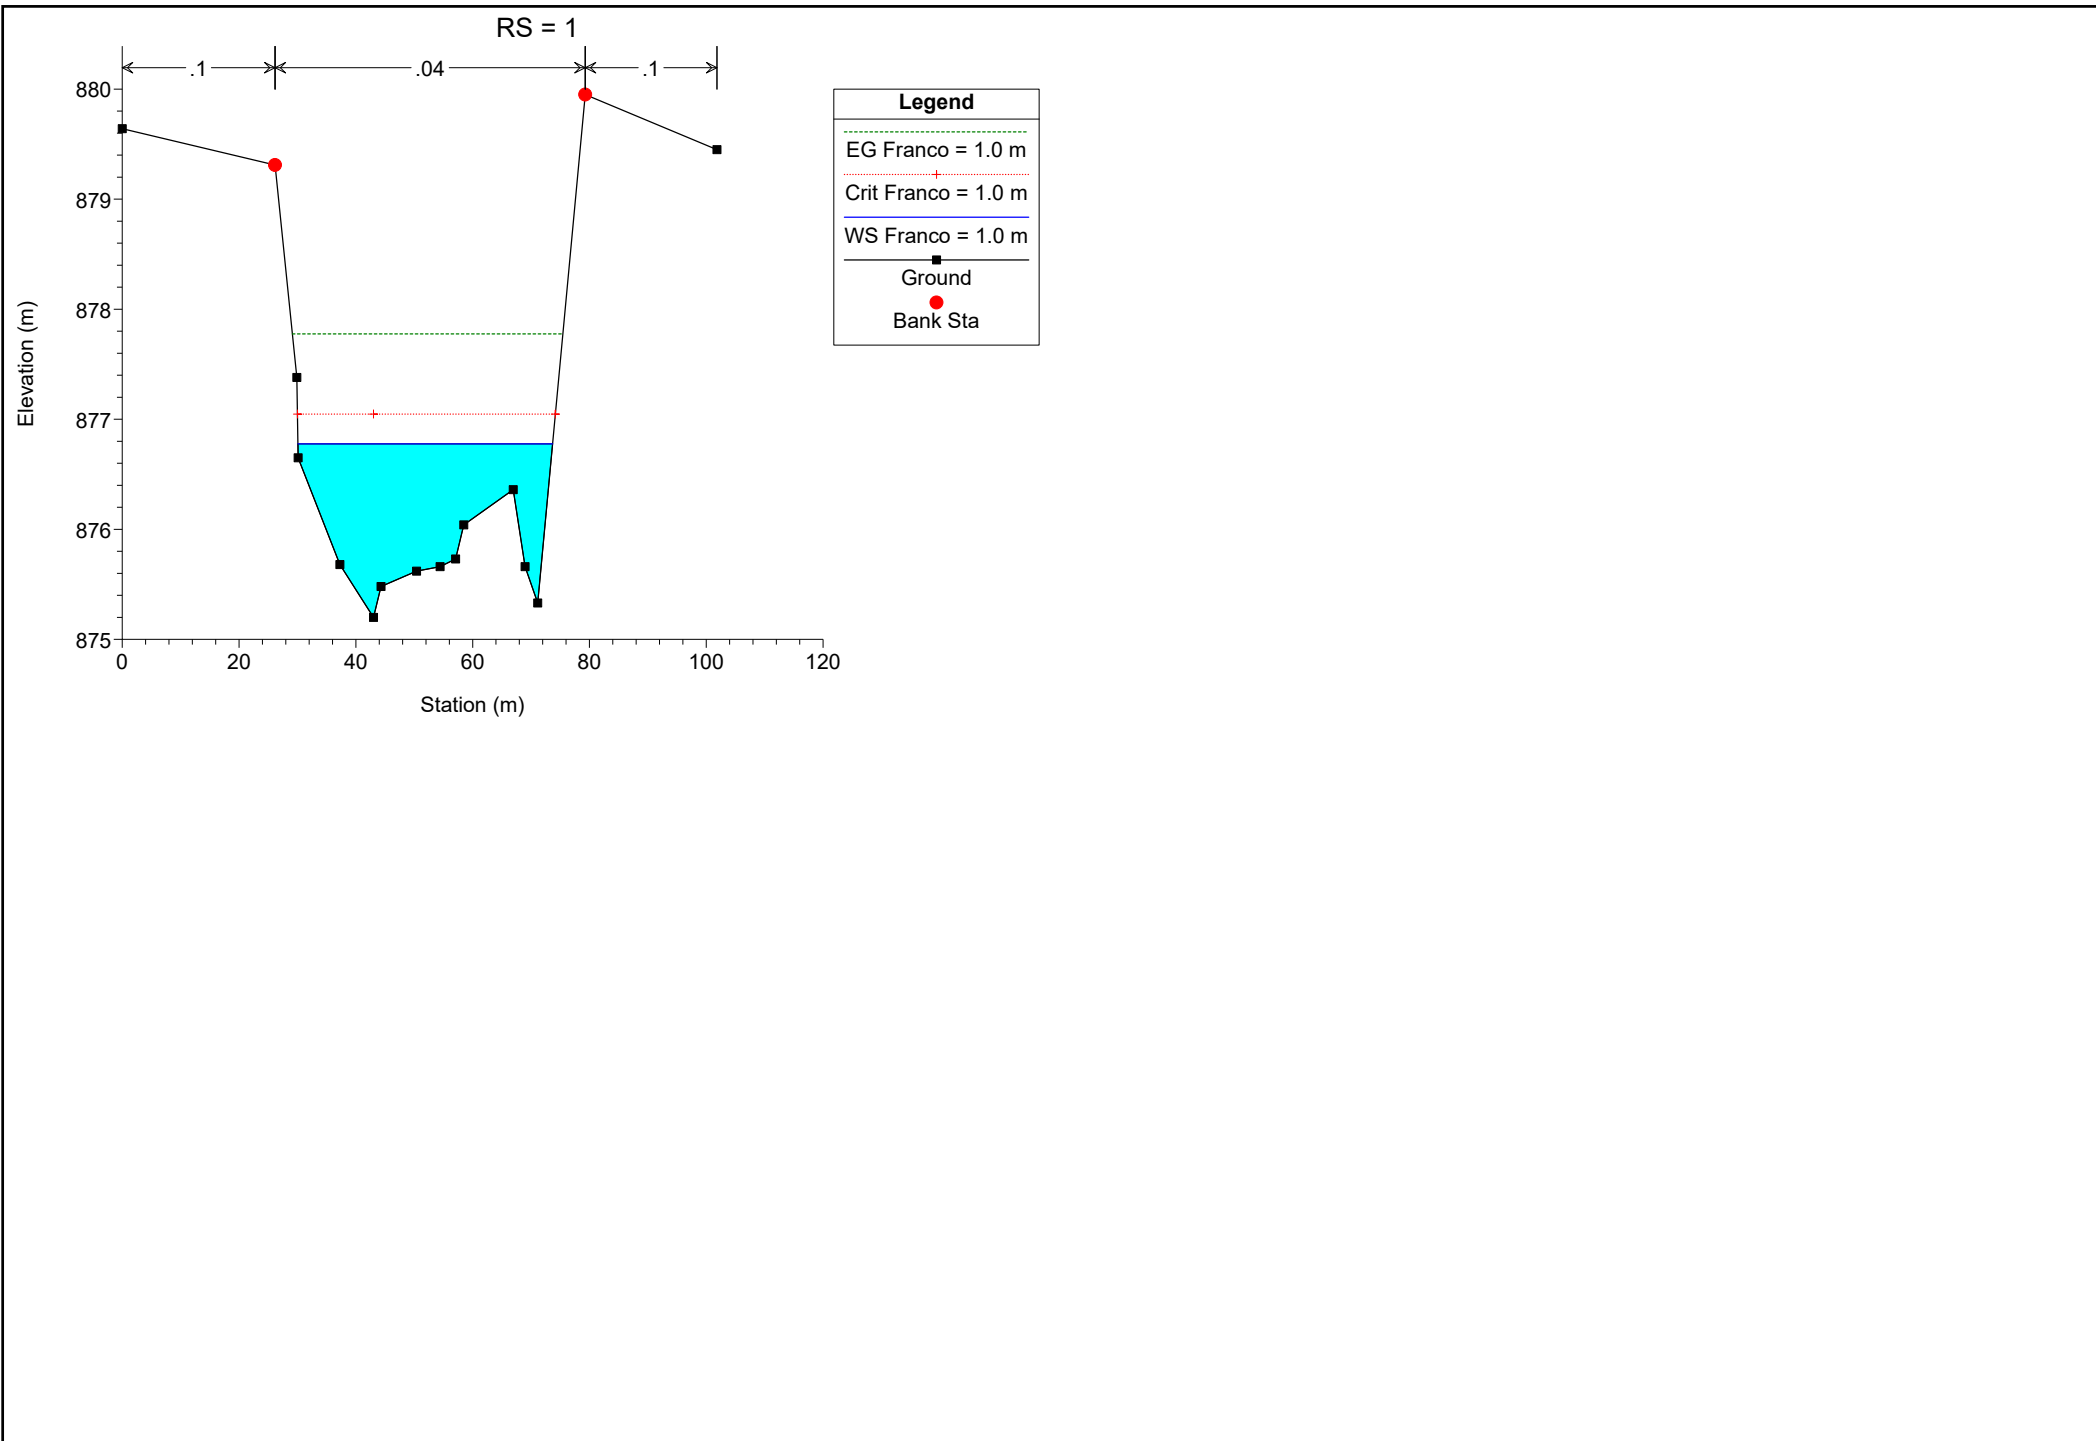 RS = 1
.1
.04
.1
880
879
878
877
876
875
Elevation (m)
0
20
40
60
80
100
120
Station (m)
Legend
EG Franco = 1.0 m
Crit Franco = 1.0 m
WS Franco = 1.0 m
Ground
Bank Sta